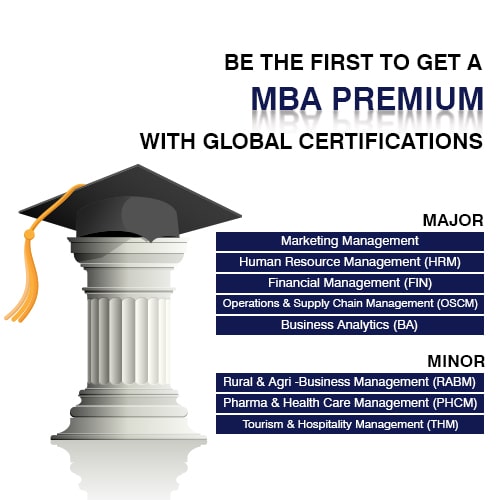 BE THE FIRST TO GET A
MBA PREMIUM
WITH GLOBAL CERTIFICATIONS
MAJOR
Marketing Management
Human Resource Management (HRM)
Financial Management (FIN)
Operations & Supply Chain Management (OSCM)
Business Analytics (BA)
MINOR
Rural & Agri -Business Management (RABM)
Pharma & Health Care Management (PHCM)
Tourism & Hospitality Management (THM)